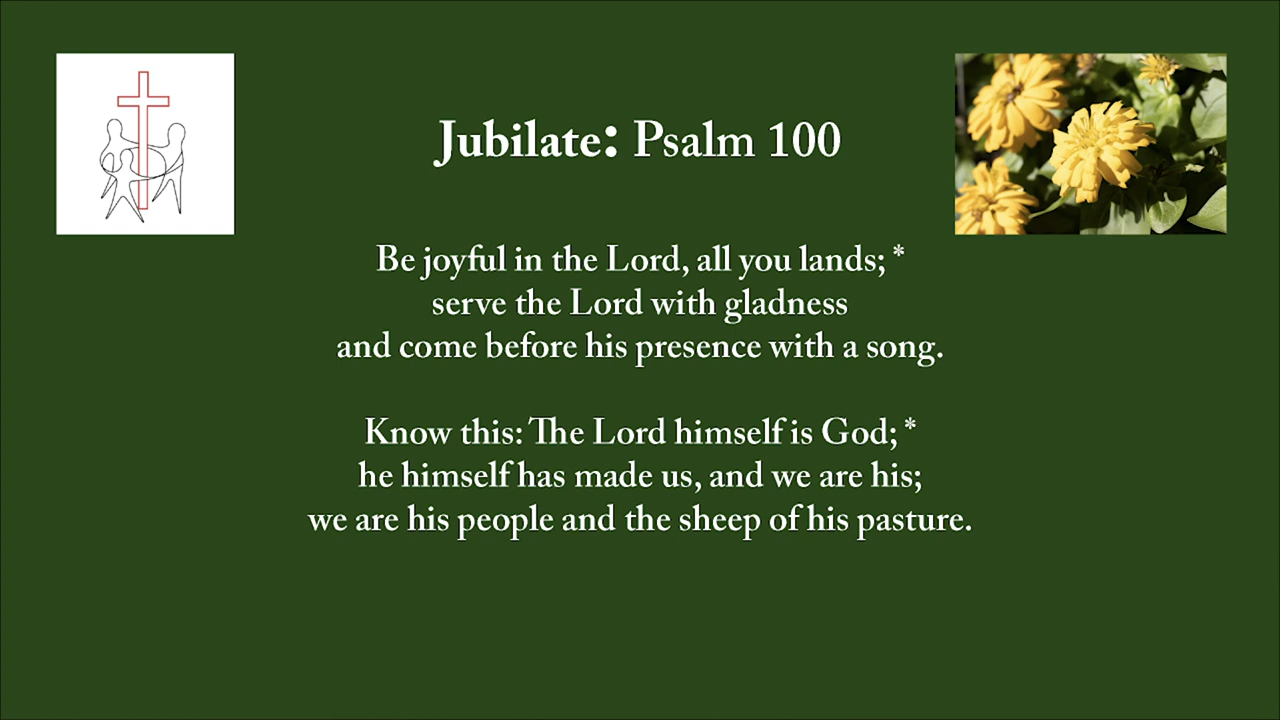 Jubilate: Psalm 100
Be joyful in the Lord, all you lands; *
serve the Lord with gladness
and come before his presence with a song.
Know this: The Lord himself is God; *
he himself has made us, and we are his;
we are his people and the sheep of his pasture.